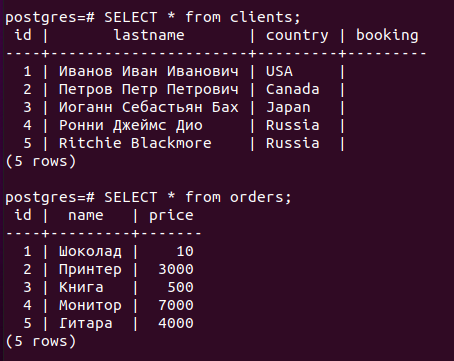 postgres=# SELECT * from clients;
 id |       lastname       | country | booking
----+----------------------+---------+---------
  1 | Иванов Иван Иванович | USA     |
  2 | Петров Петр Петрович | Canada  |
  3 | Иоганн Себастьян Бах | Japan   |
  4 | Ронни Джеймс Дио     | Russia  |
  5 | Ritchie Blackmore    | Russia  |
(5 rows)

postgres=# SELECT * from orders;
 id |  name   | price
----+---------+-------
  1 | Шоколад |    10
  2 | Принтер |  3000
  3 | Книга   |   500
  4 | Монитор |  7000
  5 | Гитара  |  4000
(5 rows)